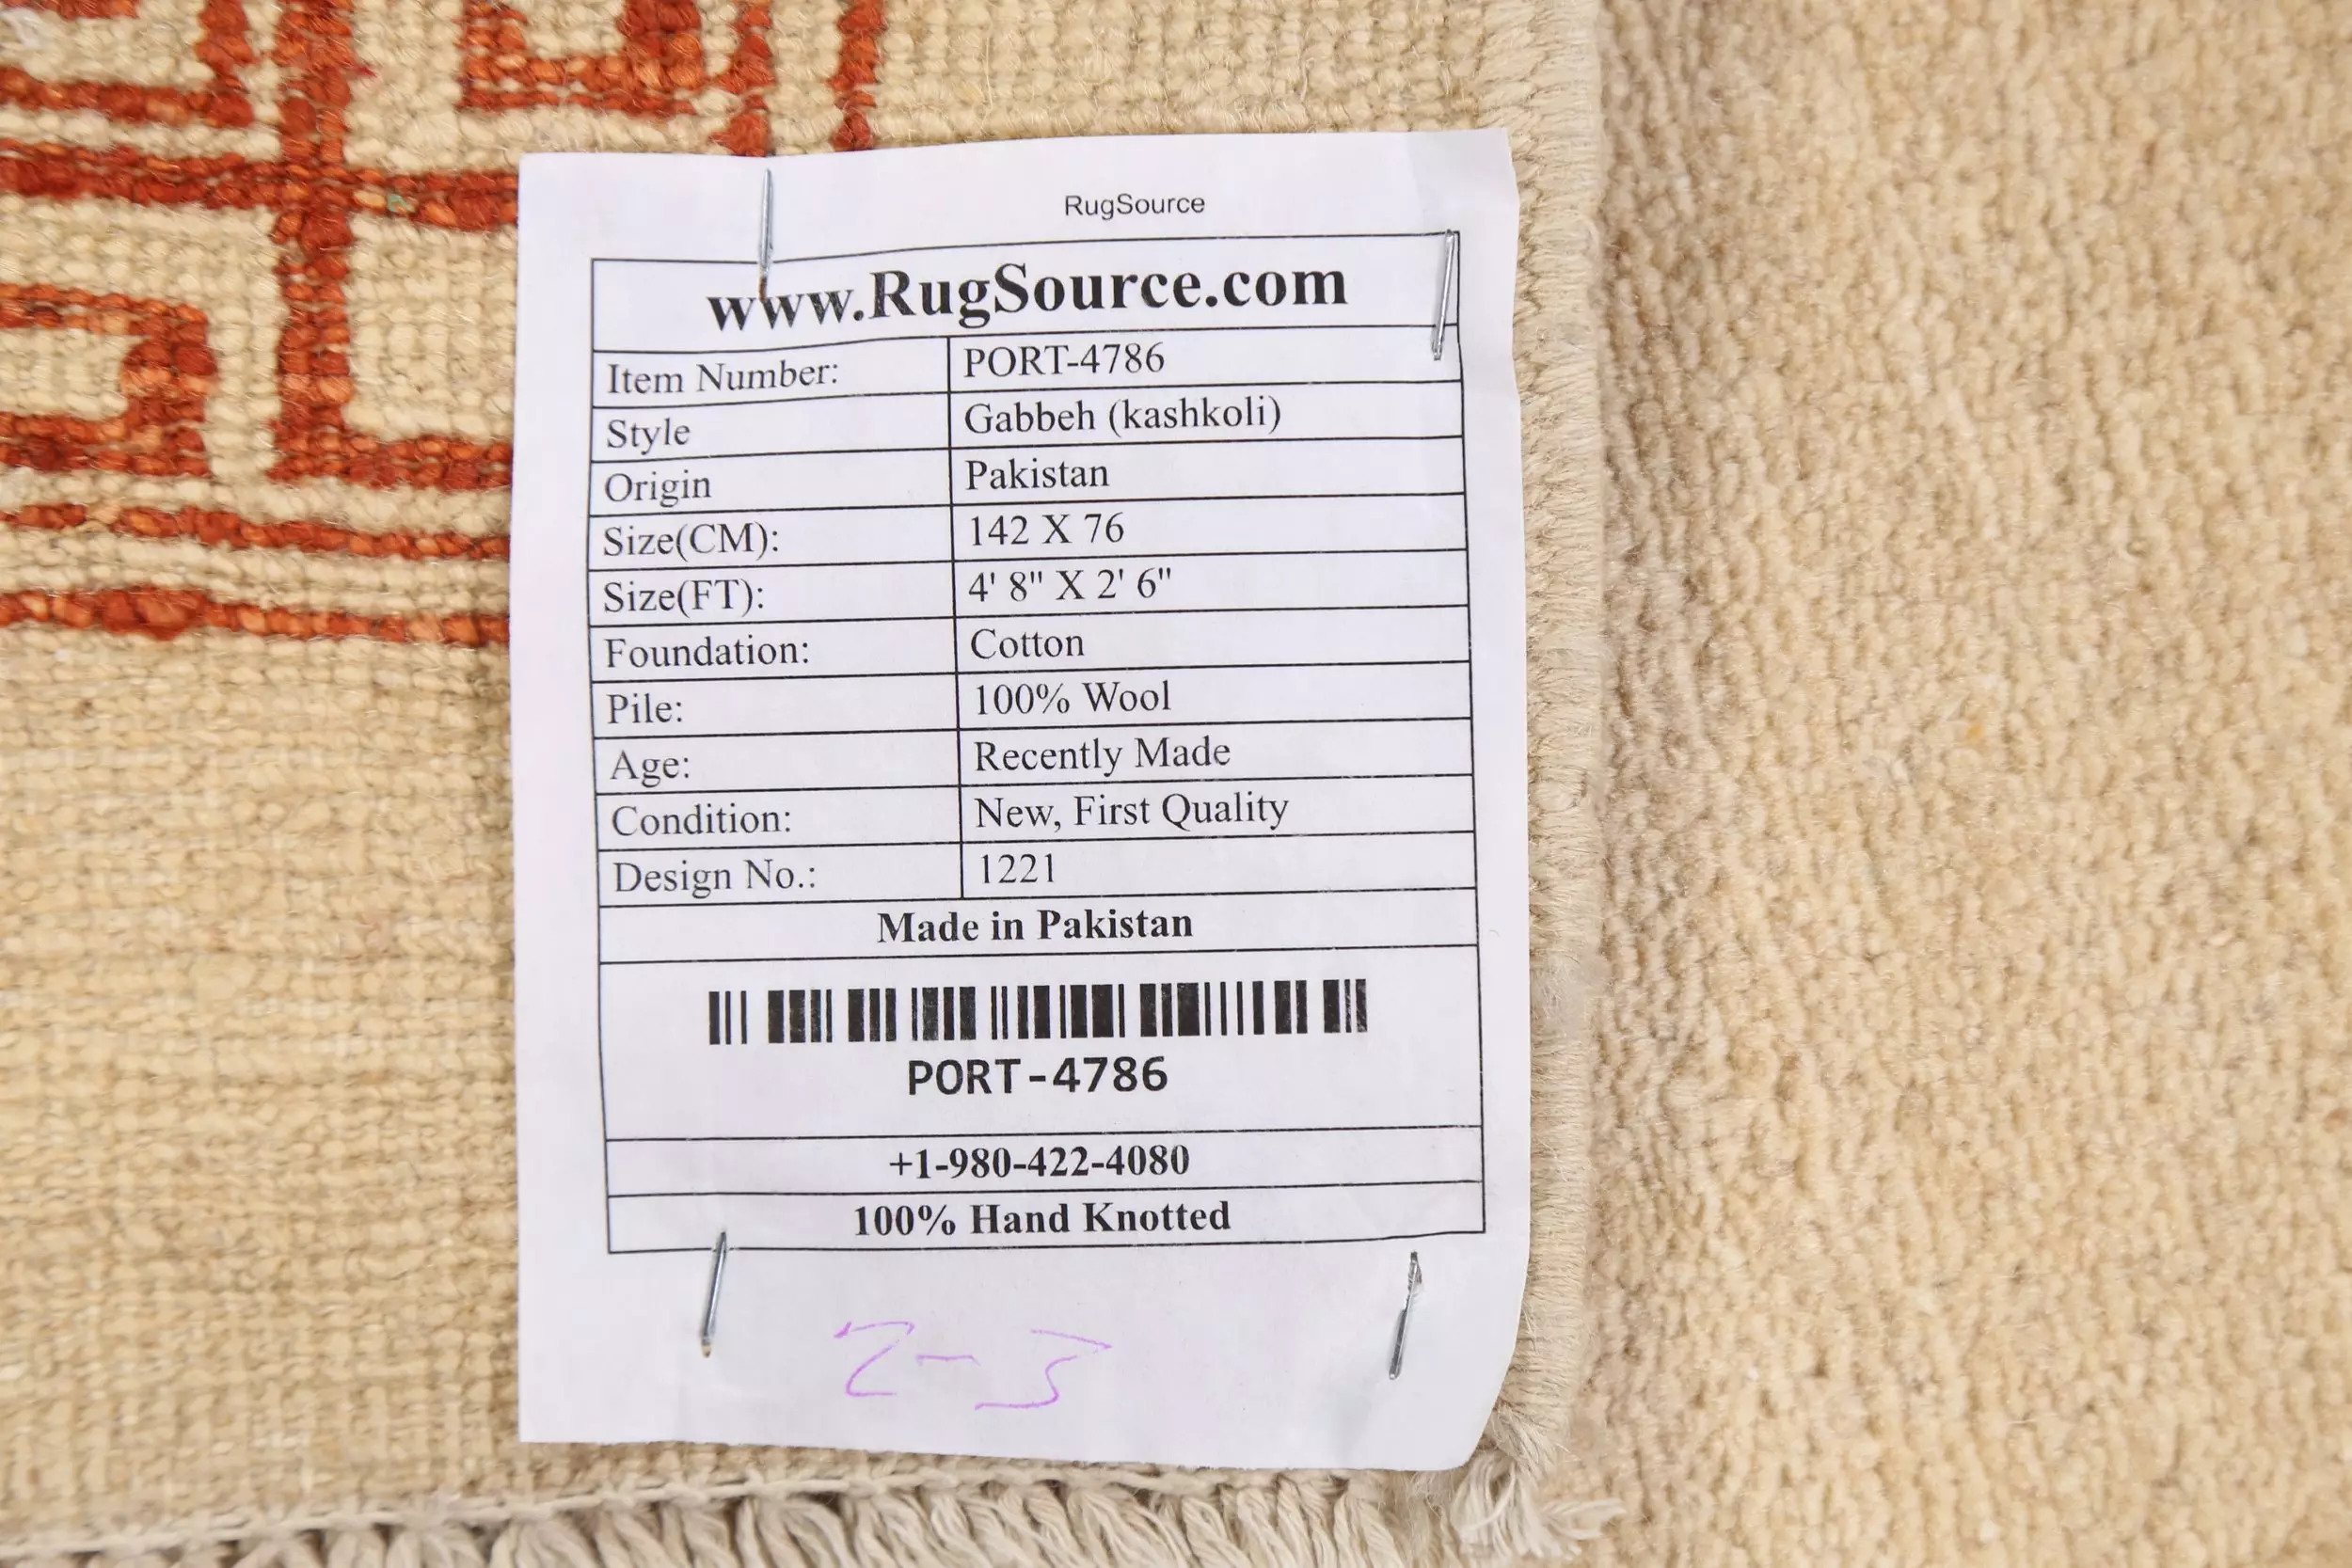 RugSource
www.RugSource.com
Item Number: PORT-4786
Style Gabbeh (kashkoli)
Origin Pakistan
Size(CM): 142 X 76
Size(FT): 4' 8" X 2' 6"
Foundation: Cotton
Pile: 100% Wool
Age: Recently Made
Condition: New, First Quality
Design No.: 1221
Made in Pakistan
PORT-4786
+1-980-422-4080
100% Hand Knotted
2-3